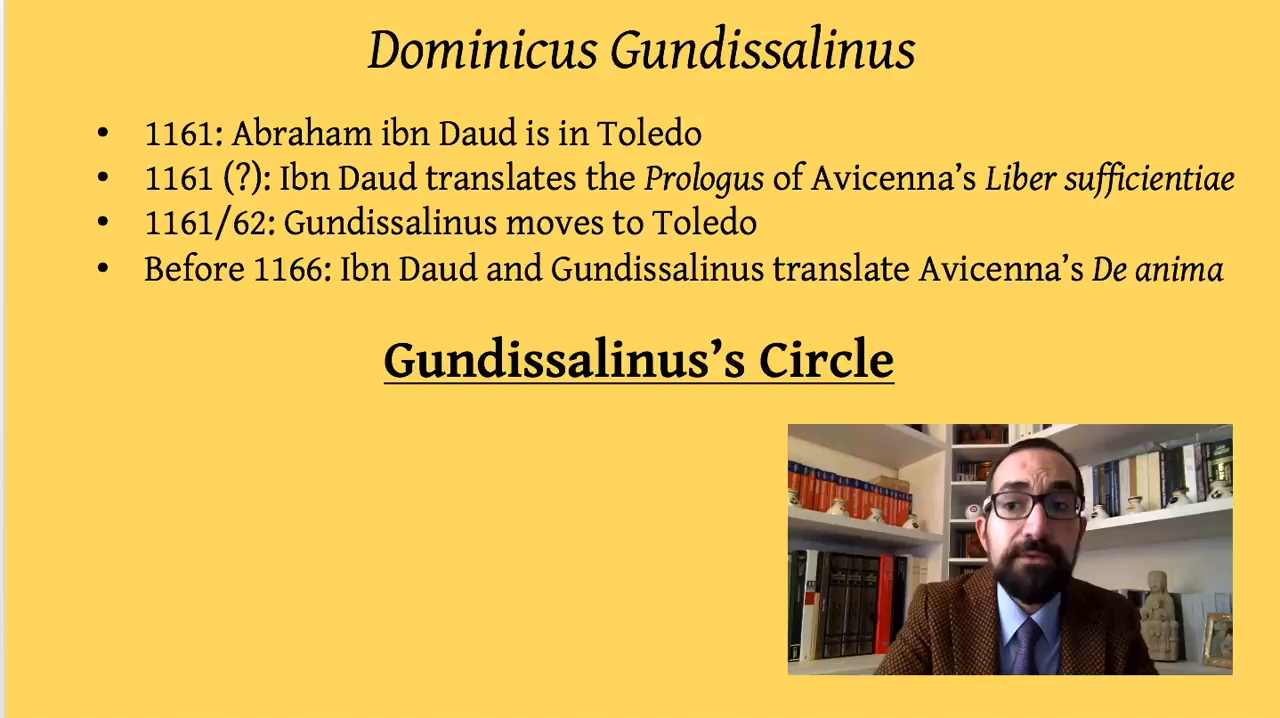 Dominicus Gundissalinus
• 1161: Abraham ibn Daud is in Toledo
• 1161 (?): Ibn Daud translates the Prologus of Avicenna’s Liber sufficientiae
• 1161/62: Gundissalinus moves to Toledo
• Before 1166: Ibn Daud and Gundissalinus translate Avicenna’s De anima
Gundissalinus’s Circle